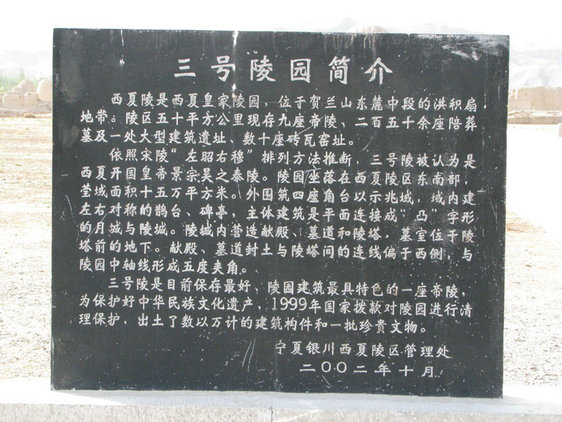 三号陵园简介
西夏陵是西夏皇家陵园，位于贺兰山东麓中段的洪积扇
地带。陵区五十平方公里现存九座帝陵、二百五十余座陪葬
墓及一处大型建筑遗址、数十座砖瓦窑址。
依照宋陵“左昭右穆”排列方法推断，三号陵被认为是
西夏开国皇帝景宗吴之泰陵。陵园坐落在西夏陵区东南部，
茔域面积十五万平方米。外围筑四座角台以示兆域，域内建
左右对称的鹊台、碑亭，主体建筑是平面连接成“凸”字形
的月城与陵城。陵城内营造献殿、墓道和陵塔，墓室位于陵
塔前的地下。献殿、墓道封土与陵塔间的连线偏于西侧，与
陵园中轴线形成五度夹角。
三号陵是目前保存最好、陵园建筑最具特色的一座帝陵，
为保护好中华民族文化遗产，1999年国家拨款对陵园进行清
理保护，出土了数以万计的建筑构件和一批珍贵文物。
宁夏银川西夏陵区管理处
二〇〇二年十月